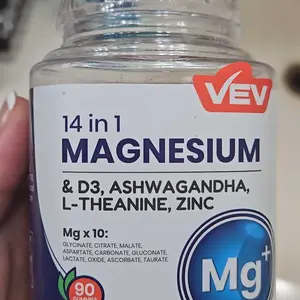 VEV
14 in 1
MAGNESIUM
& D3, ASHWAGANDHA,
L-THEANINE, ZINC
Mg x 10:
GLYCINATE, CITRATE, MALATE,
ASPARTATE, CARBONATE, GLUCONATE,
LACTATE, OXIDE, ASCORBATE, TAURATE
90
GUMMIES
Mg+